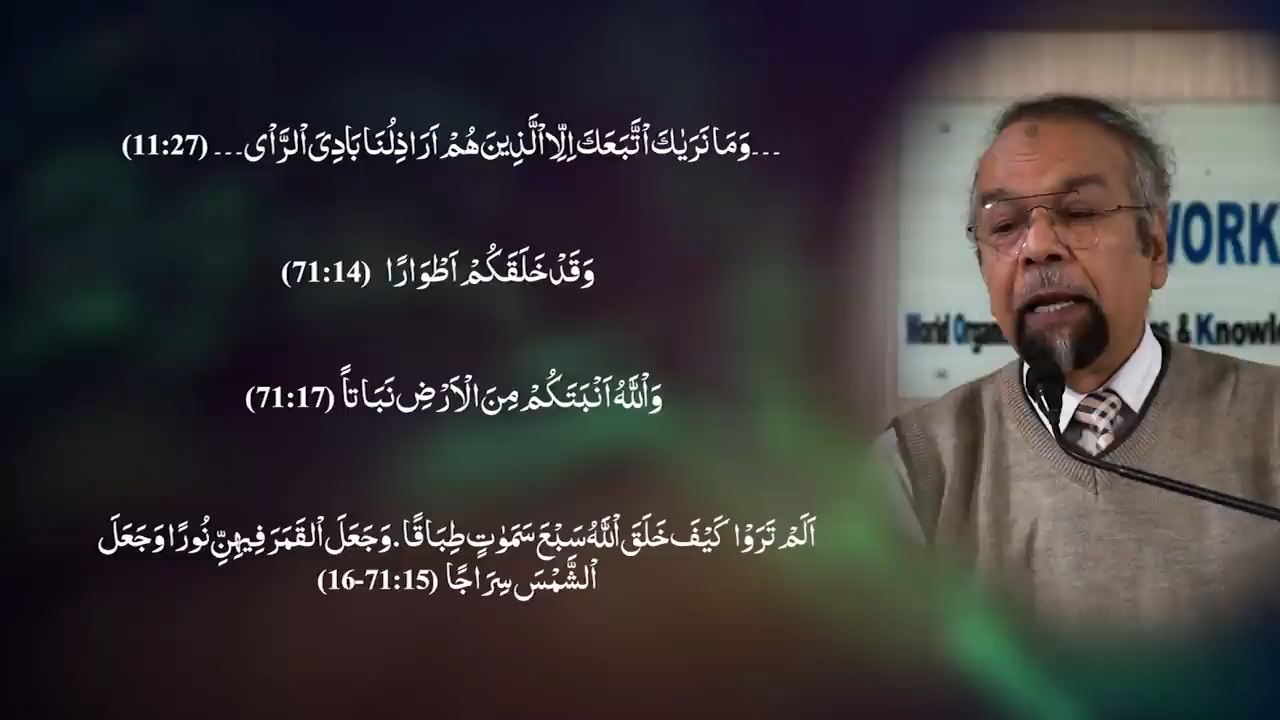 ...وَمَا نَرَىٰكَ ٱتَّبَعَكَ اِلَّا ٱلَّذِينَ هُمْ اَرَاذِلُنَا بَادِىَ ٱلرَّاْى... (11:27)
وَقَدْ خَلَقَكُمْ اَطْوَارًا (71:14)
وَٱللّٰهُ اَنْبَتَكُمْ مِنَ ٱلْاَرْضِ نَبَاتاً (71:17)
اَلَمْ تَرَوْا كَيْفَ خَلَقَ ٱللّٰهُ سَبْعَ سَمَوٰتٍ طِبَاقًا. وَجَعَلَ ٱلْقَمَرَ فِيهِنَّ نُورًا وَجَعَلَ
ٱلشَّمْسَ سِرَاجًا (71:15-16)
WORK
World Organ
& Knowl